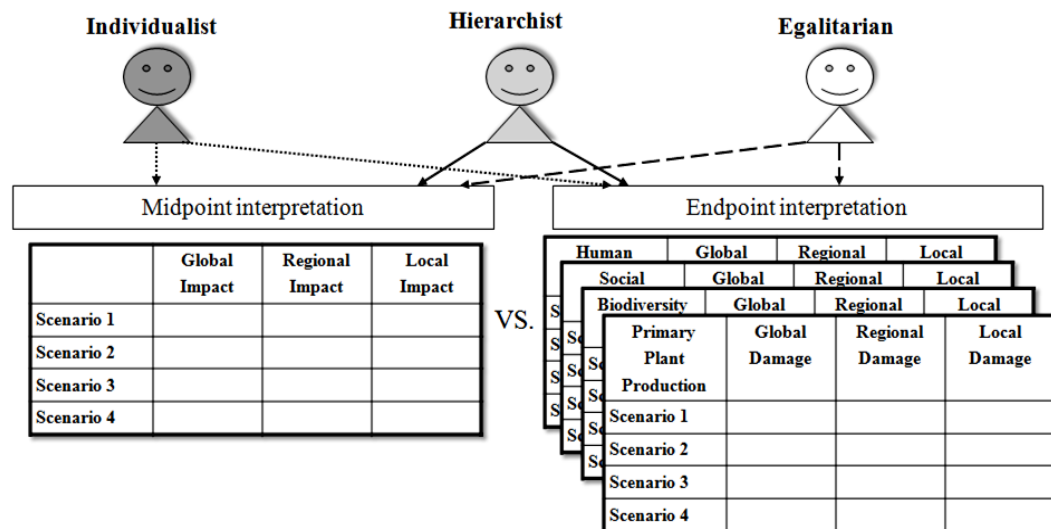 Individualist
Hierarchist
Egalitarian
Midpoint interpretation
Endpoint interpretation
Global Impact
Regional Impact
Local Impact
Scenario 1
Scenario 2
Scenario 3
Scenario 4
VS.
Human Global Regional Local
Social Global Regional Local
Biodiversity Global Regional Local
Primary Plant Production
Global Damage
Regional Damage
Local Damage
Scenario 1
Scenario 2
Scenario 3
Scenario 4